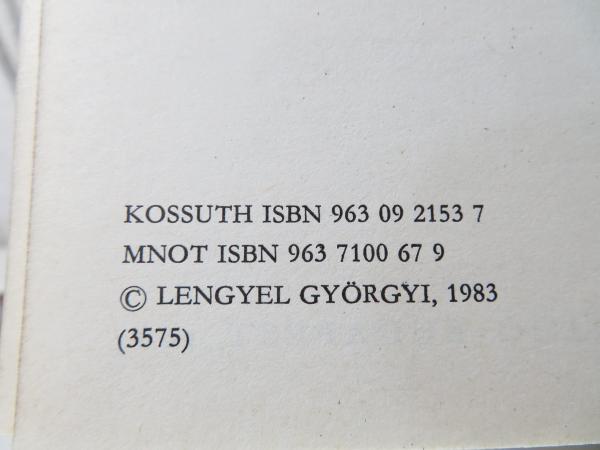 KOSSUTH ISBN 963 09 2153 7
MNOT ISBN 963 7100 67 9
© LENGYEL GYÖRGYI, 1983
(3575)